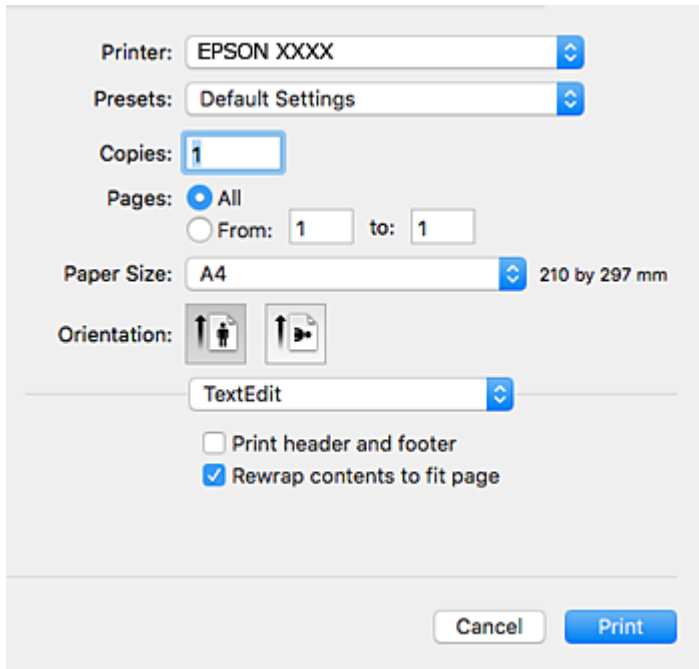 Printer: EPSON XXXX
Presets: Default Settings
Copies: 1
Pages: All
From: 1 to: 1
Paper Size: A4 210 by 297 mm
Orientation:
TextEdit
Print header and footer
Rewrap contents to fit page
Cancel Print